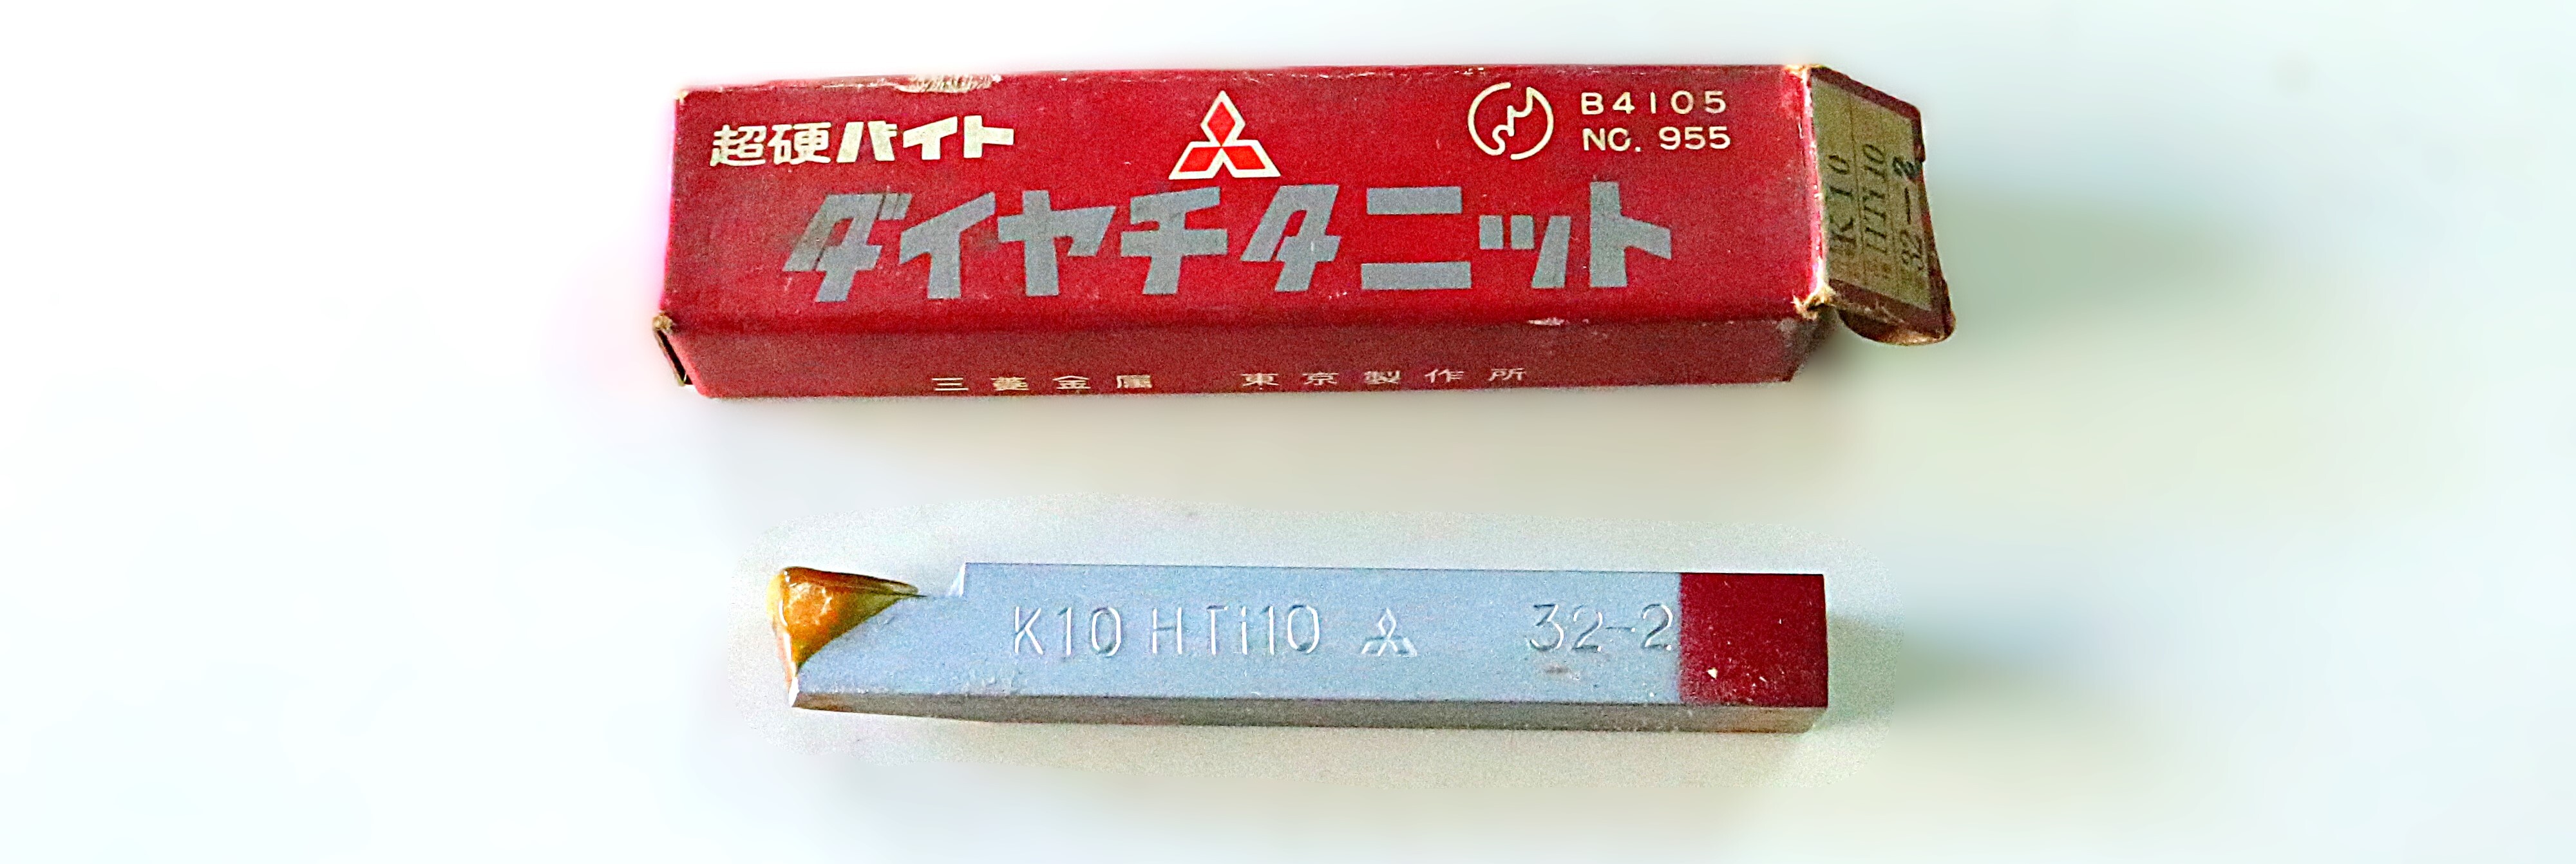 超硬バイト
B4105
NO. 955
ダイヤチタニット
三菱金属 東京製作所
K10
HTi10
32-2
K10 HTi10 32-2